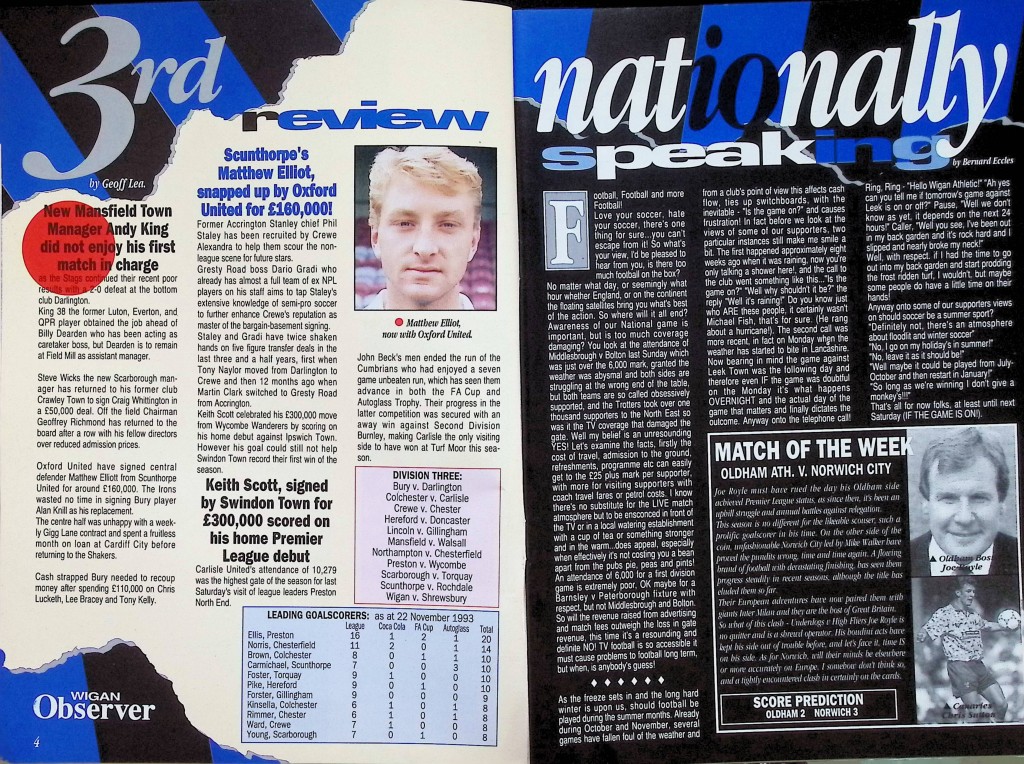 3rd
review
by Geoff Lea.
New Mansfield Town
Manager Andy King
did not enjoy his first
match in charge
as the Stags continued their recent poor
results with a 2-0 defeat at the bottom
club Darlington.
King 38 the former Luton, Everton, and
QPR player obtained the job ahead of
Billy Dearden who has been acting as
caretaker boss, but Dearden is to remain
at Field Mill as assistant manager.
Steve Wicks the new Scarborough man-
ager has returned to his former club
Crawley Town to sign Craig Whittington in
a £50,000 deal. Off the field Chairman
Geoffrey Richmond has returned to the
board after a row with his fellow directors
over reduced admission prices.
Oxford United have signed central
defender Matthew Elliott from Scunthorpe
United for around £160,000. The Irons
wasted no time in signing Bury player
Alan Knill as his replacement.
The centre half was unhappy with a week-
ly Gigg Lane contract and spent a fruitless
month on loan at Cardiff City before
returning to the Shakers.
Cash strapped Bury needed to recoup
money after spending £110,000 on Chris
Lucketh, Lee Bracey and Tony Kelly.
WIGAN
Observer
4
Scunthorpe's
Matthew Elliot,
snapped up by Oxford
United for £160,000!
Former Accrington Stanley chief Phil
Staley has been recruited by Crewe
Alexandra to help them scour the non-
league scene for future stars.
Gresty Road boss Dario Gradi who
already has almost a full team of ex NPL
players on his staff aims to tap Staley's
extensive knowledge of semi-pro soccer
to further enhance Crewe's reputation as
master of the bargain-basement signing.
Staley and Gradi have twice shaken
hands on five figure transfer deals in the
last three and a half years, first when
Tony Naylor moved from Darlington to
Crewe and then 12 months ago when
Martin Clark switched to Gresty Road
from Accrington.
Keith Scott celebrated his £300,000 move
from Wycombe Wanderers by scoring on
his home debut against Ipswich Town.
However his goal could still not help
Swindon Town record their first win of the
season.
Keith Scott, signed
by Swindon Town for
£300,000 scored on
his home Premier
League debut
Carlisle United's attendance of 10,279
was the highest gate of the season for last
Saturday's visit of league leaders Preston
North End.
Matthew Elliot,
now with Oxford United.
John Beck's men ended the run of the
Cumbrians who had enjoyed a seven
game unbeaten run, which has seen them
advance in both the FA Cup and
Autoglass Trophy. Their progress in the
latter competition was secured with an
away win against Second Division
Burnley, making Carlisle the only visiting
side to have won at Turf Moor this sea-
son.
DIVISION THREE:
Bury v. Darlington
Colchester v. Carlisle
Crewe v. Chester
Hereford v. Doncaster
Lincoln v. Gillingham
Mansfield v. Walsall
Northampton v. Chesterfield
Preston v. Wycombe
Scarborough v. Torquay
Scunthorpe v. Rochdale
Wigan v. Shrewsbury
LEADING GOALSCORERS: as at 22 November 1993
League Coca Cola FA Cup Autoglass Total
Ellis, Preston 16 1 2 1 20
Norris, Chesterfield 11 2 0 1 14
Brown, Colchester 8 0 1 1 10
Carmichael, Scunthorpe 7 0 0 3 10
Foster, Torquay 9 1 0 0 10
Pike, Hereford 9 0 1 0 10
Forster, Gillingham 9 0 0 0 9
Kinsella, Colchester 6 1 0 1 8
Rimmer, Chester 6 1 0 1 8
Ward, Crewe 7 1 0 0 8
Young, Scarborough 7 0 1 0 8
nationally
speaking
by Bernard Eccles
Football, Football and more
Football!
Love your soccer, hate
your soccer, there's one
thing for sure...you can't
escape from it! So what's
your view, I'd be pleased to
hear from you, is there too
much football on the box?
No matter what day, or seemingly what
hour whether England, or on the continent
the floating satellites bring you what's best
of the action. So where will it all end?
Awareness of our National game is
important, but is too much coverage
damaging? You look at the attendance of
Middlesbrough v Bolton last Sunday which
was just over the 6,000 mark, granted the
weather was abysmal and both sides are
struggling at the wrong end of the table,
but both teams are so called obsessively
supported, and the Trotters took over one
thousand supporters to the North East so
was it the TV coverage that damaged the
gate. Well my belief is an unresounding
YES! Let's examine the facts, firstly the
cost of travel, admission to the ground,
refreshments, programme etc can easily
get to the £25 plus mark per supporter,
with more for visiting supporters with
coach travel fares or petrol costs. I know
there's no substitute for the LIVE match
atmosphere but to be ensconced in front of
the TV or in a local watering establishment
with a cup of tea or something stronger
and in the warm...does appeal, especially
when effectively it's not costing you a bean
apart from the pubs pie, peas and pints!
An attendance of 6,000 for a first division
game is extremely poor, OK maybe for a
Barnsley v Peterborough fixture with
respect, but not Middlesbrough and Bolton.
So will the revenue raised from advertising
and match fees outweigh the loss in gate
revenue, this time it's a resounding and
definite NO! TV football is so accessible it
must cause problems to football long term,
but when, is anybody's guess!
As the freeze sets in and the long hard
winter is upon us, should football be
played during the summer months. Already
during October and November, several
games have fallen foul of the weather and
from a club's point of view this affects cash
flow, ties up switchboards, with the
inevitable - "Is the game on?" and causes
frustration! In fact before we look at the
views of some of our supporters, two
particular instances still make me smile a
bit. The first happened approximately eight
weeks ago when it was raining, now you're
only talking a shower here!, and the call to
the club went something like this..."Is the
game on?" "Well why shouldn't it be?" the
reply "Well it's raining!" Do you know just
who ARE these people, it certainly wasn't
Michael Fish, that's for sure. (He rang
about a hurricane!). The second call was
more recent, in fact on Monday when the
weather has started to bite in Lancashire.
Now bearing in mind the game against
Leek Town was the following day and
therefore even IF the game was doubtful
on the Monday it's what happens
OVERNIGHT and the actual day of the
game that matters and finally dictates the
outcome. Anyway onto the telephone call!
Ring, Ring - "Hello Wigan Athletic!" "Ah yes
can you tell me if tomorrow's game against
Leek is on or off?" Pause, "Well we don't
know as yet, it depends on the next 24
hours!" Caller, "Well you see, I've been out
in my back garden and it's rock hard and I
slipped and nearly broke my neck!"
Well, with respect, if I had the time to go
out into my back garden and start prodding
the frost ridden turf, I wouldn't, but maybe
some people do have a little time on their
hands!
Anyway onto some of our supporters views
on should soccer be a summer sport?
"Definitely not, there's an atmosphere
about floodlit and winter soccer"
"No, I go on my holiday's in summer!"
"No, leave it as it should be!"
"Well maybe it could be played from July-
October and then restart in January!"
"So long as we're winning I don't give a
monkey's!!!"
That's all for now folks, at least until next
Saturday (IF THE GAME IS ON!).
MATCH OF THE WEEK
OLDHAM ATH. V. NORWICH CITY
Joe Royle must have rued the day his Oldham side
achieved Premier League status, as since then, it's been an
uphill struggle and annual battles against relegation.
This season is no different for the likeable scouser, such a
prolific goalscorer in his time. On the other side of the
coin, unfashionable Norwich City led by Mike Walker have
proved the pundits wrong, time and time again. A flowing
brand of football with devastating finishing, has seen them
progress steadily in recent seasons, although the title has
eluded them so far.
Their European adventures have now paired them with
giants Inter Milan and they are the best of Great Britain.
So what of this clash - Underdogs v High Fliers Joe Royle is
no quitter and is a shrewd operator. His boundini acts have
kept his side out of trouble before, and let's face it, time IS
on his side. As for Norwich, will their minds be elsewhere
or more accurately on Europe. I somehow don't think so,
and a tightly encountered clash in certainly on the cards.
SCORE PREDICTION
OLDHAM 2 NORWICH 3
Oldham Boss
Joe Royle
Canaries
Chris Sutton